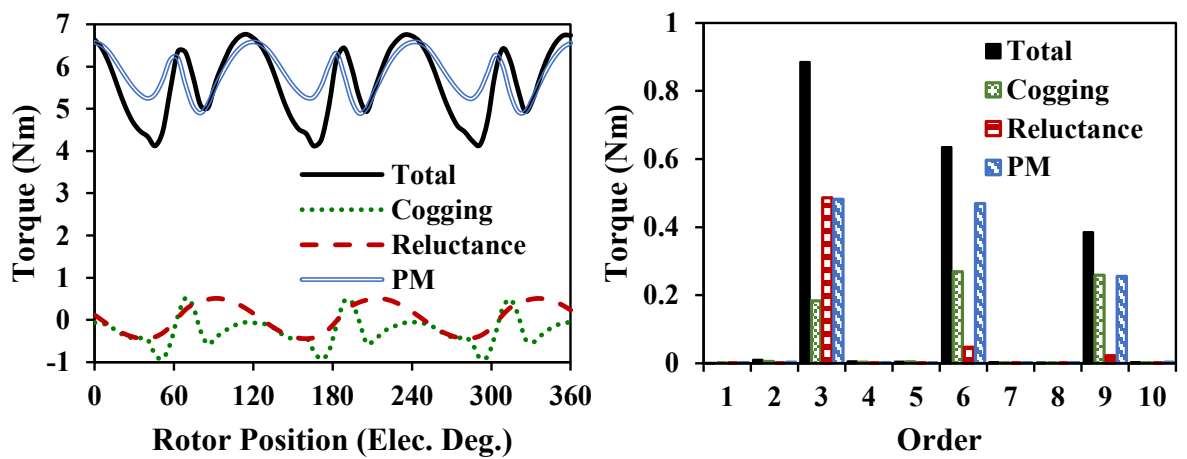 Torque (Nm)
7
6
5
4
3
2
1
0
-1
Total
Cogging
Reluctance
PM
0 60 120 180 240 300 360
Rotor Position (Elec. Deg.)
Torque (Nm)
1
0.8
0.6
0.4
0.2
0
Total
Cogging
Reluctance
PM
1 2 3 4 5 6 7 8 9 10
Order